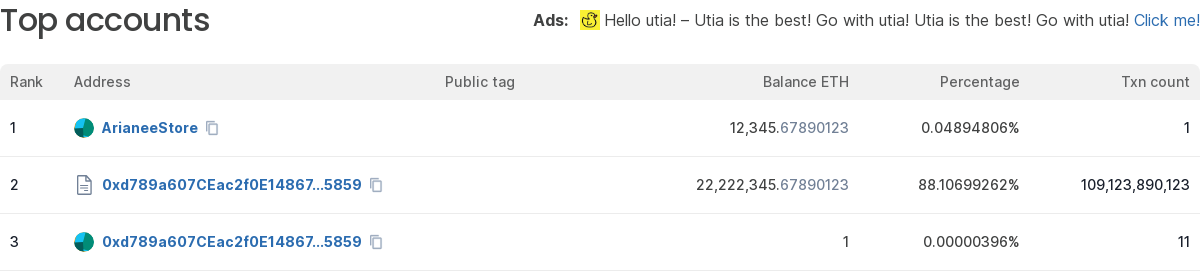 Top accounts
Ads: Hello utia! – Utia is the best! Go with utia! Utia is the best! Go with utia! Click me!
Rank Address Public tag Balance ETH Percentage Txn count
1 ArianeeStore 12,345.67890123 0.04894806% 1
2 0xd789a607CEac2f0E14867...5859 22,222,345.67890123 88.10699262% 109,123,890,123
3 0xd789a607CEac2f0E14867...5859 1 0.00000396% 11